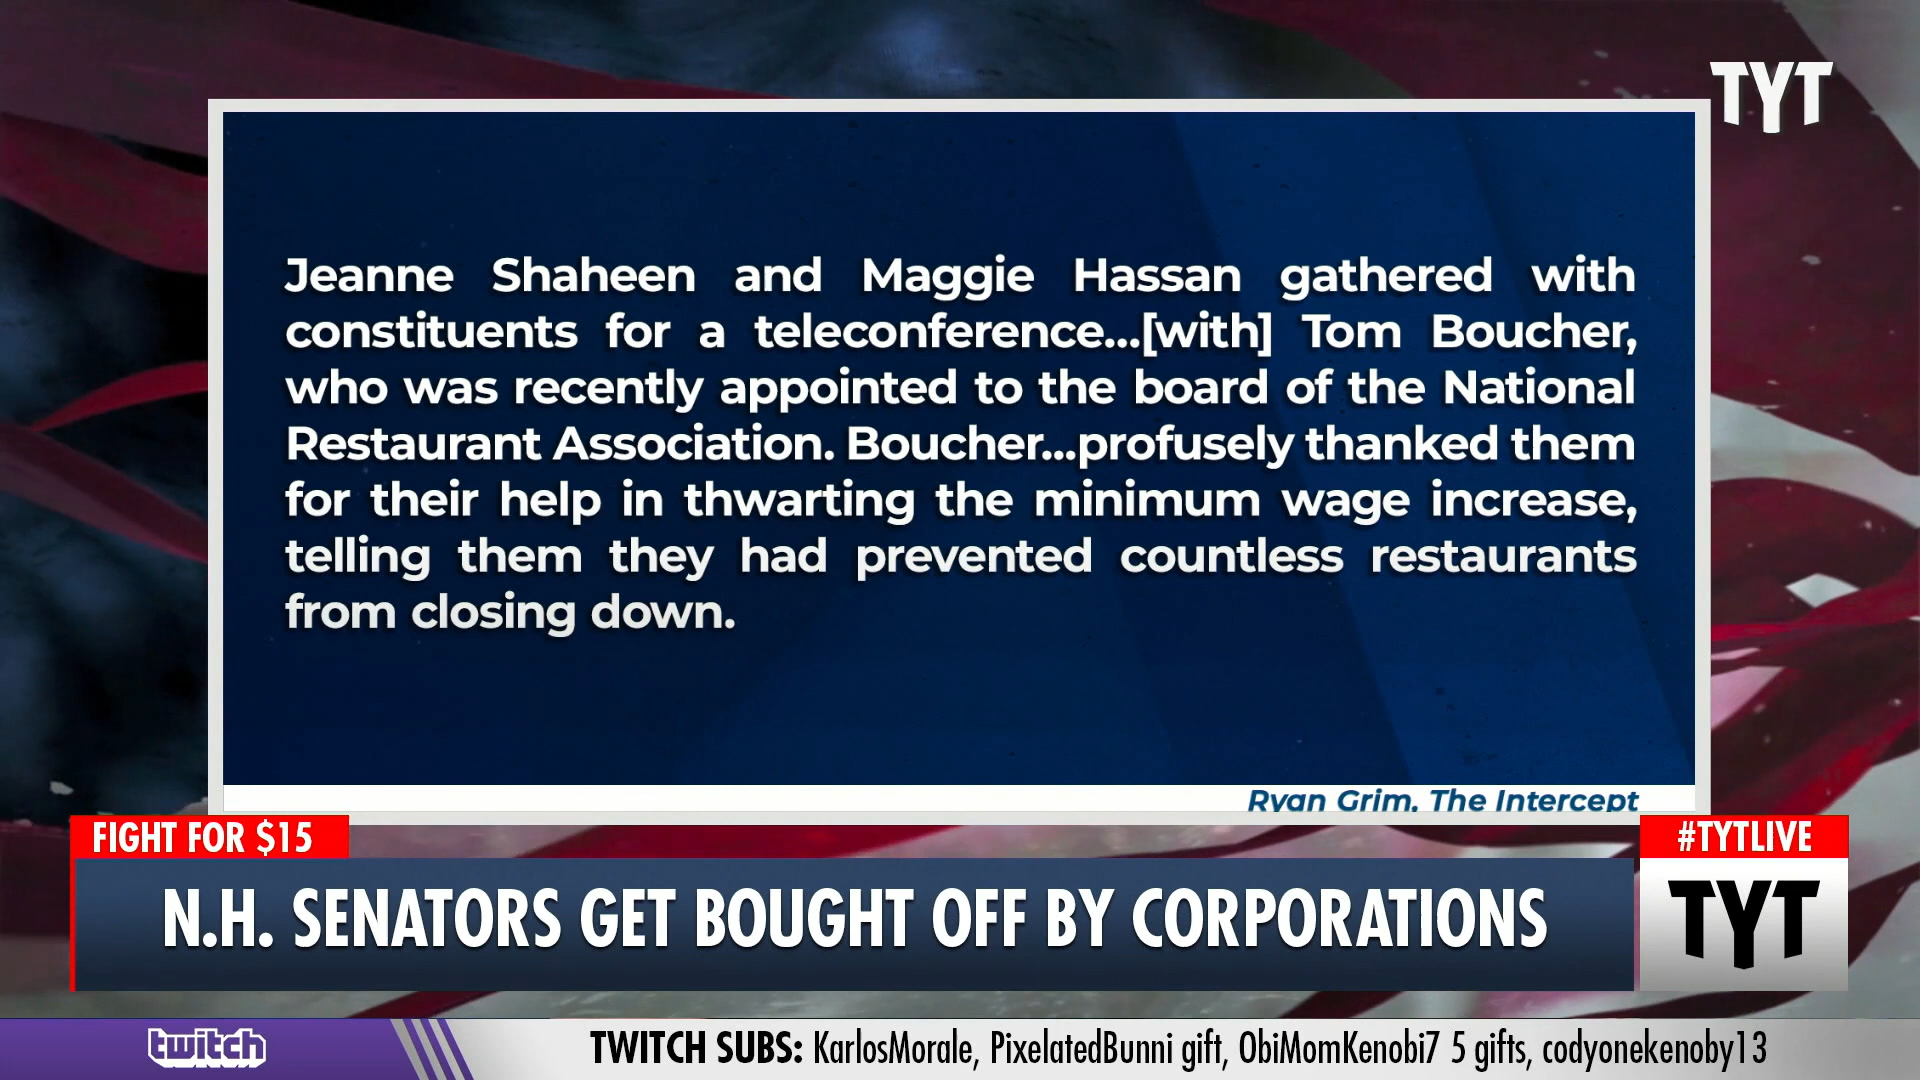 TYT
Jeanne Shaheen and Maggie Hassan gathered with
constituents for a teleconference...[with] Tom Boucher,
who was recently appointed to the board of the National
Restaurant Association. Boucher...profusely thanked them
for their help in thwarting the minimum wage increase,
telling them they had prevented countless restaurants
from closing down.
Ryan Grim, The Intercept
FIGHT FOR $15
#TYTLIVE
N.H. SENATORS GET BOUGHT OFF BY CORPORATIONS
TYT
twitch
TWITCH SUBS: KarlosMorale, PixelatedBunni gift, ObiMomKenobi7 5 gifts, codyonekenoby13